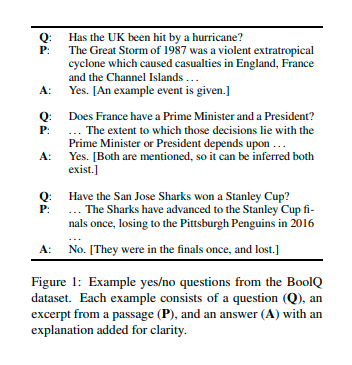 Q: Has the UK been hit by a hurricane?
P: The Great Storm of 1987 was a violent extratropical
cyclone which caused casualties in England, France
and the Channel Islands ...
A: Yes. [An example event is given.]
Q: Does France have a Prime Minister and a President?
P: ... The extent to which those decisions lie with the
Prime Minister or President depends upon ...
A: Yes. [Both are mentioned, so it can be inferred both
exist.]
Q: Have the San Jose Sharks won a Stanley Cup?
P: ... The Sharks have advanced to the Stanley Cup fi-
nals once, losing to the Pittsburgh Penguins in 2016
...
A: No. [They were in the finals once, and lost.]
Figure 1: Example yes/no questions from the BoolQ
dataset. Each example consists of a question (Q), an
excerpt from a passage (P), and an answer (A) with an
explanation added for clarity.